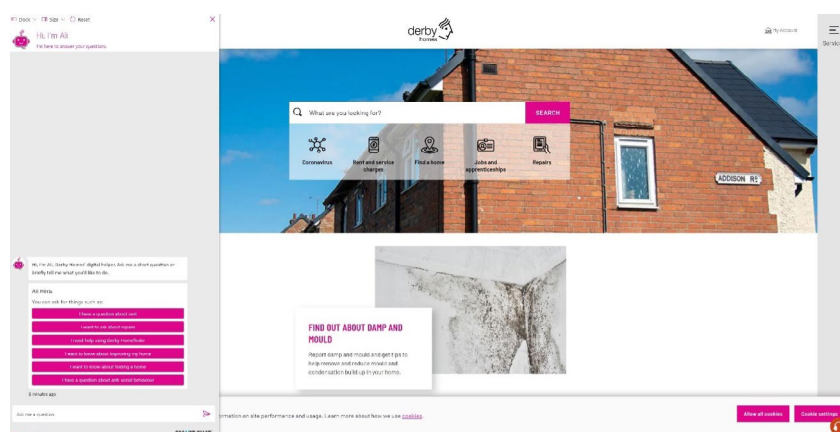 Dock Size Reset
Hi, I'm Ali
I'm here to answer your question.
Hi, I'm Ali, Derby Homes' digital helper. Ask me a short question or
briefly tell me what you'd like to do.
Ali Menu
You can ask for things such as:
I have a question about rent
I want to ask about repairs
I need help using Derby Homefinder
I want to know about improving my home
I want to know about finding a home
I have a question about anti social behaviour
5 minutes ago
Ask me a question
derby
homes
My Account
What are you looking for?
SEARCH
Coronavirus
Rent and service
charges
Find a home
Jobs and
apprenticeships
Repairs
ADDISON RD
FIND OUT ABOUT DAMP AND
MOULD
Report damp and mould and get tips to
help remove and reduce mould and
condensation build up in your home.
ormation on site performance and usage. Learn more about how we use cookies.
Allow all cookies
Cookie settings